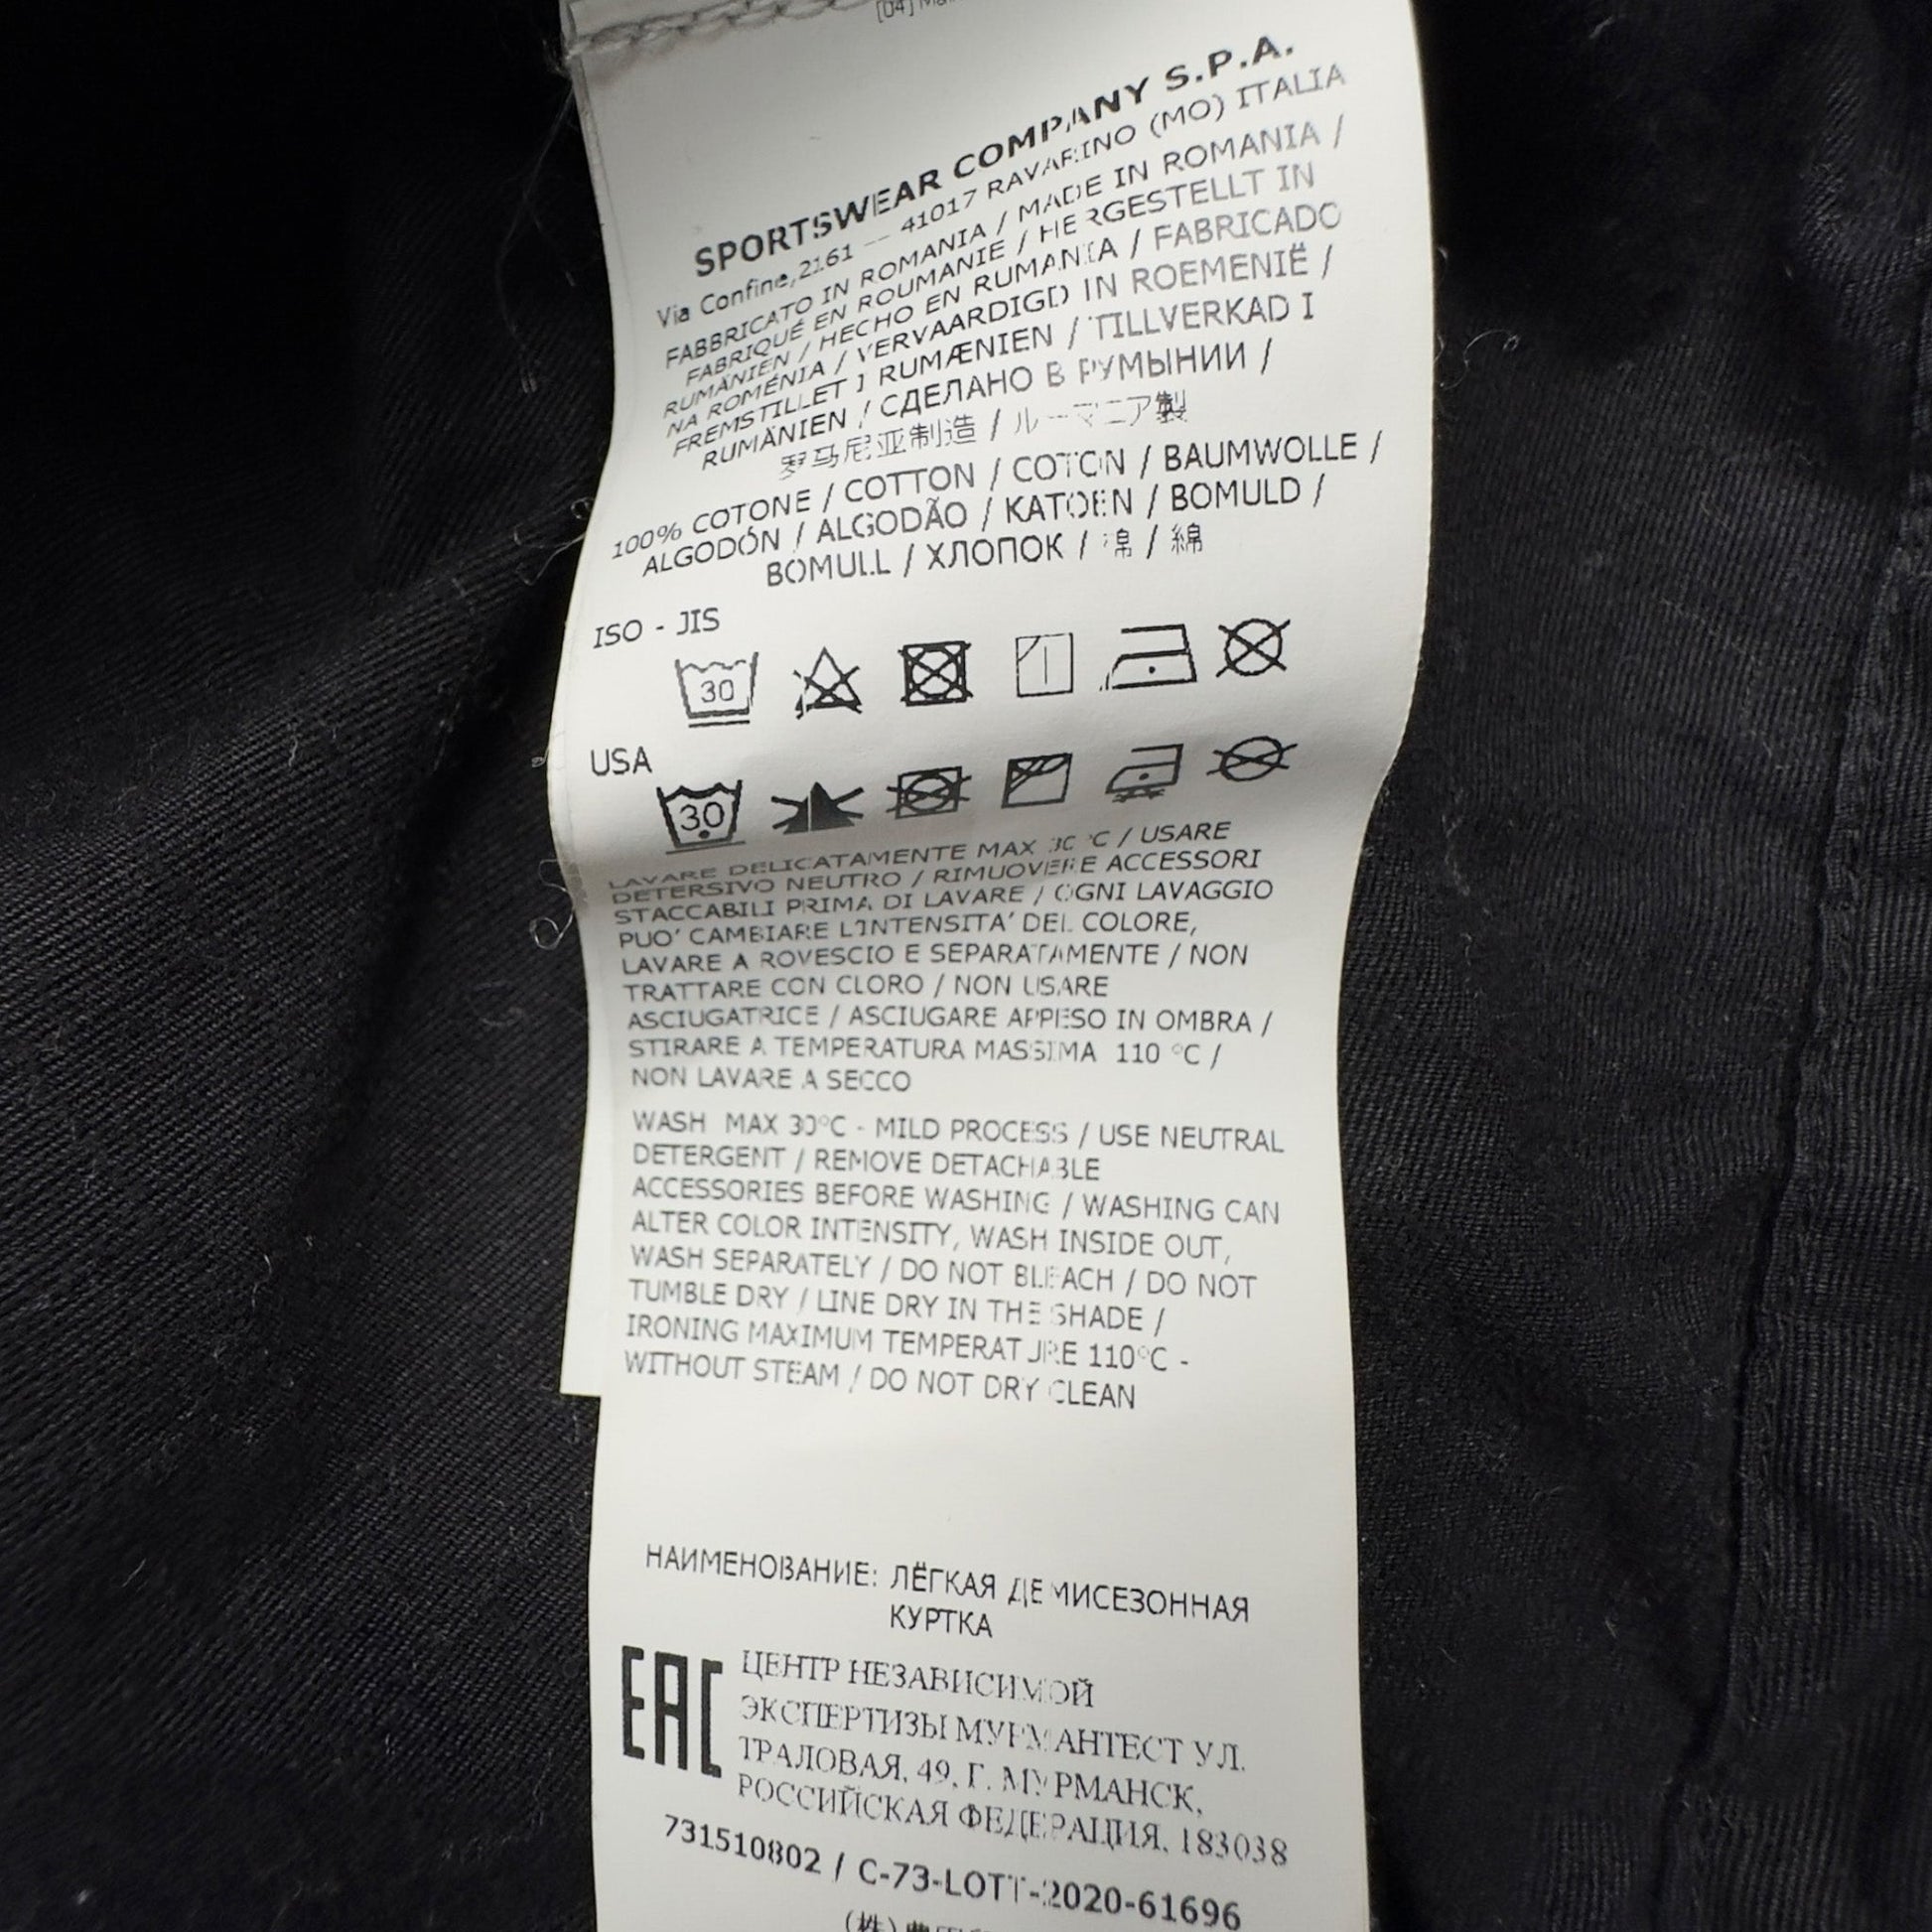 [04]
SPORTSWEAR COMPANY S.P.A.
Via Confine,2161 — 41017 RAVARINO (MO) ITALIA
FABBRICATO IN ROMANIA / MADE IN ROMANIA /
FABRIQUÉ EN ROUMANIE / HERGESTELLT IN
RUMÄNIEN / HECHO EN RUMANIA / FABRICADO
NA ROMÉNIA / VERVAARDIGD IN ROEMENIË /
FREMSTILLET I RUMÆNIEN / TILLVERKAD I
RUMÄNIEN / СДЕЛАНО В РУМЫНИИ /
罗马尼亚制造 / ルーマニア製
100% COTONE / COTTON / COTON / BAUMWOLLE /
ALGODÓN / ALGODÃO / KATOEN / BOMULD /
BOMULL / ХЛОПОК / 棉 / 綿
ISO - JIS
30
USA
30
LAVARE DELICATAMENTE MAX 30 °C / USARE
DETERSIVO NEUTRO / RIMUOVERE ACCESSORI
STACCABILI PRIMA DI LAVARE / OGNI LAVAGGIO
PUO' CAMBIARE L'INTENSITA' DEL COLORE,
LAVARE A ROVESCIO E SEPARATAMENTE / NON
TRATTARE CON CLORO / NON USARE
ASCIUGATRICE / ASCIUGARE APPESO IN OMBRA /
STIRARE A TEMPERATURA MASSIMA 110 °C /
NON LAVARE A SECCO
WASH MAX 30°C - MILD PROCESS / USE NEUTRAL
DETERGENT / REMOVE DETACHABLE
ACCESSORIES BEFORE WASHING / WASHING CAN
ALTER COLOR INTENSITY, WASH INSIDE OUT,
WASH SEPARATELY / DO NOT BLEACH / DO NOT
TUMBLE DRY / LINE DRY IN THE SHADE /
IRONING MAXIMUM TEMPERATURE 110°C -
WITHOUT STEAM / DO NOT DRY CLEAN
НАИМЕНОВАНИЕ: ЛЁГКАЯ ДЕМИСЕЗОННАЯ
КУРТКА
EAC
ЦЕНТР НЕЗАВИСИМОЙ
ЭКСПЕРТИЗЫ МУРМАНТЕСТ УЛ.
ТРАЛОВАЯ, 49, Г. МУРМАНСК,
РОССИЙСКАЯ ФЕДЕРАЦИЯ, 183038
731510802 / C-73-LOTT-2020-61696
(株)